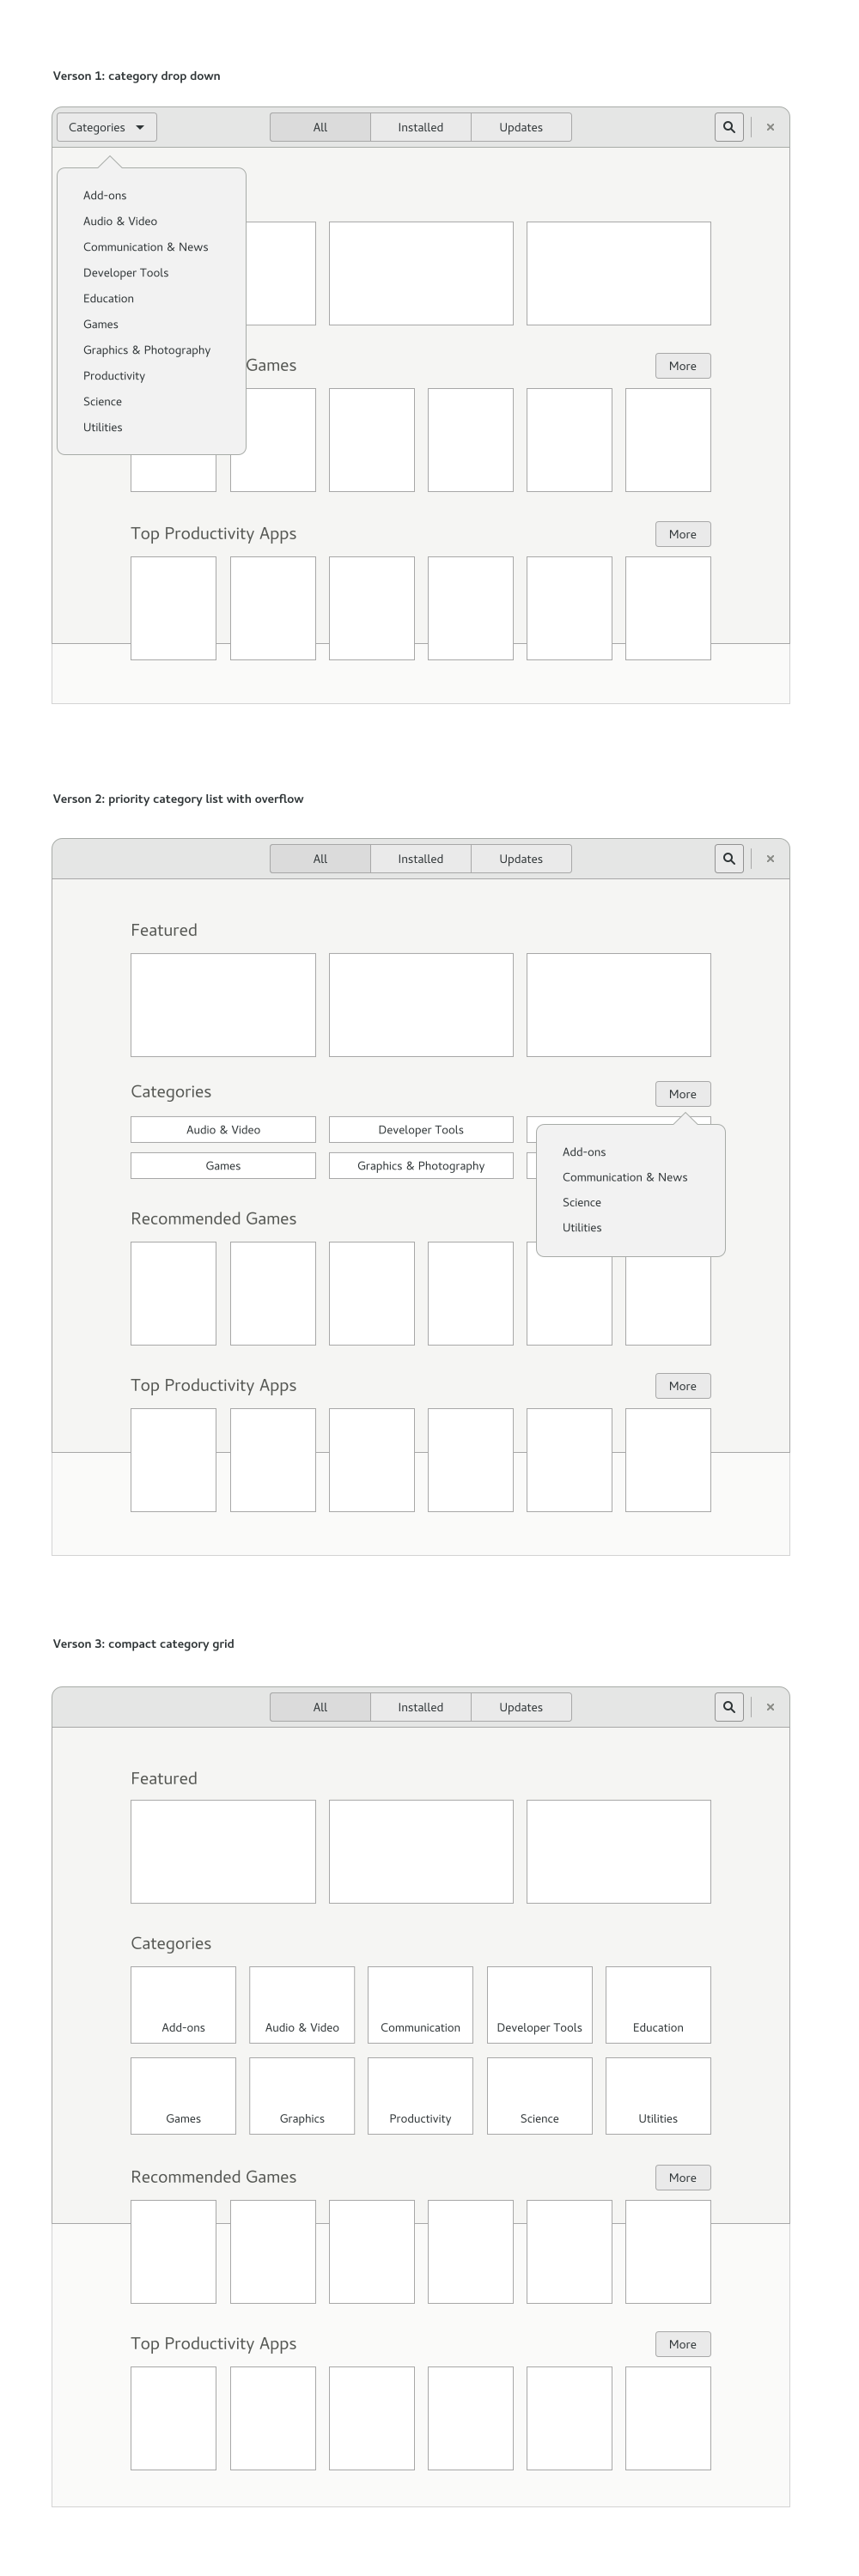 Verson 1: category drop down
Categories
All
Installed
Updates
Add-ons
Audio & Video
Communication & News
Developer Tools
Education
Games
Graphics & Photography
Productivity
Science
Utilities
Games
More
Top Productivity Apps
More
Verson 2: priority category list with overflow
All
Installed
Updates
Featured
Categories
More
Audio & Video
Developer Tools
Games
Graphics & Photography
Add-ons
Communication & News
Science
Utilities
Recommended Games
Top Productivity Apps
More
Verson 3: compact category grid
All
Installed
Updates
Featured
Categories
Add-ons
Audio & Video
Communication
Developer Tools
Education
Games
Graphics
Productivity
Science
Utilities
Recommended Games
More
Top Productivity Apps
More